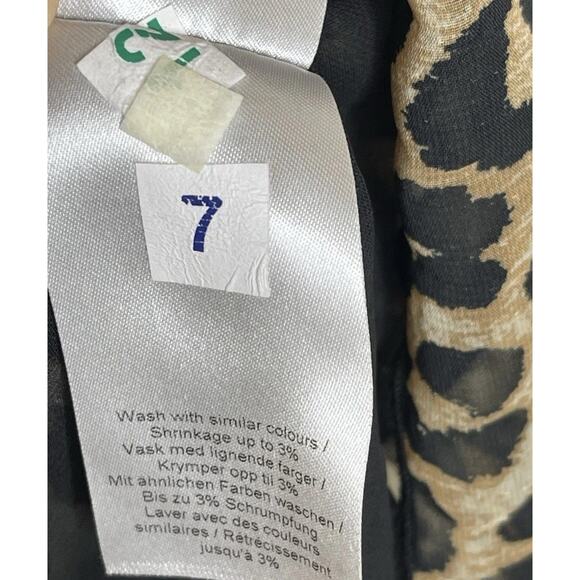 7
Wash with similar colours /
Shrinkage up to 3%
Vask med lignende farger /
Krymper opp til 3%
Mit ähnlichen Farben waschen /
Bis zu 3% Schrumpfung
Laver avec des couleurs
similaires / Rétrécissement
jusqu'à 3%